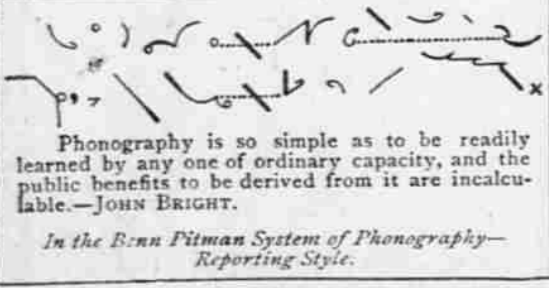 Phonography is so simple as to be readily
learned by any one of ordinary capacity, and the
public benefits to be derived from it are incalcu-
lable.—JOHN BRIGHT.
In the Benn Pitman System of Phonography—
Reporting Style.